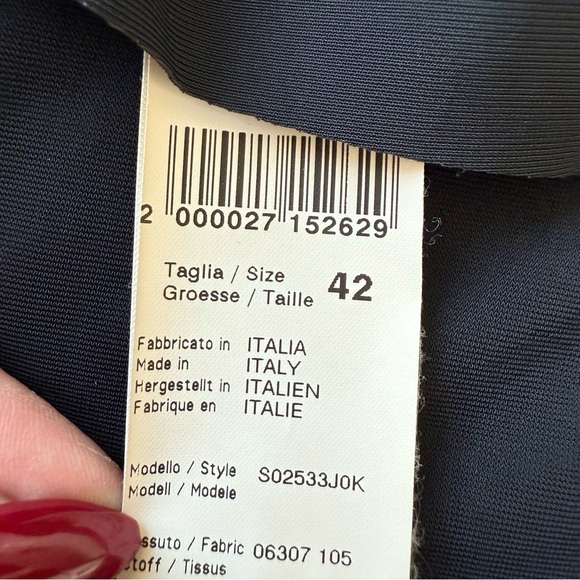 2 000027 152629
Taglia / Size 42
Groesse / Taille
Fabbricato in ITALIA
Made in ITALY
Hergestellt in ITALIEN
Fabrique en ITALIE
Modello / Style S02533J0K
Modell / Modele
ssuto / Fabric 06307 105
toff / Tissus